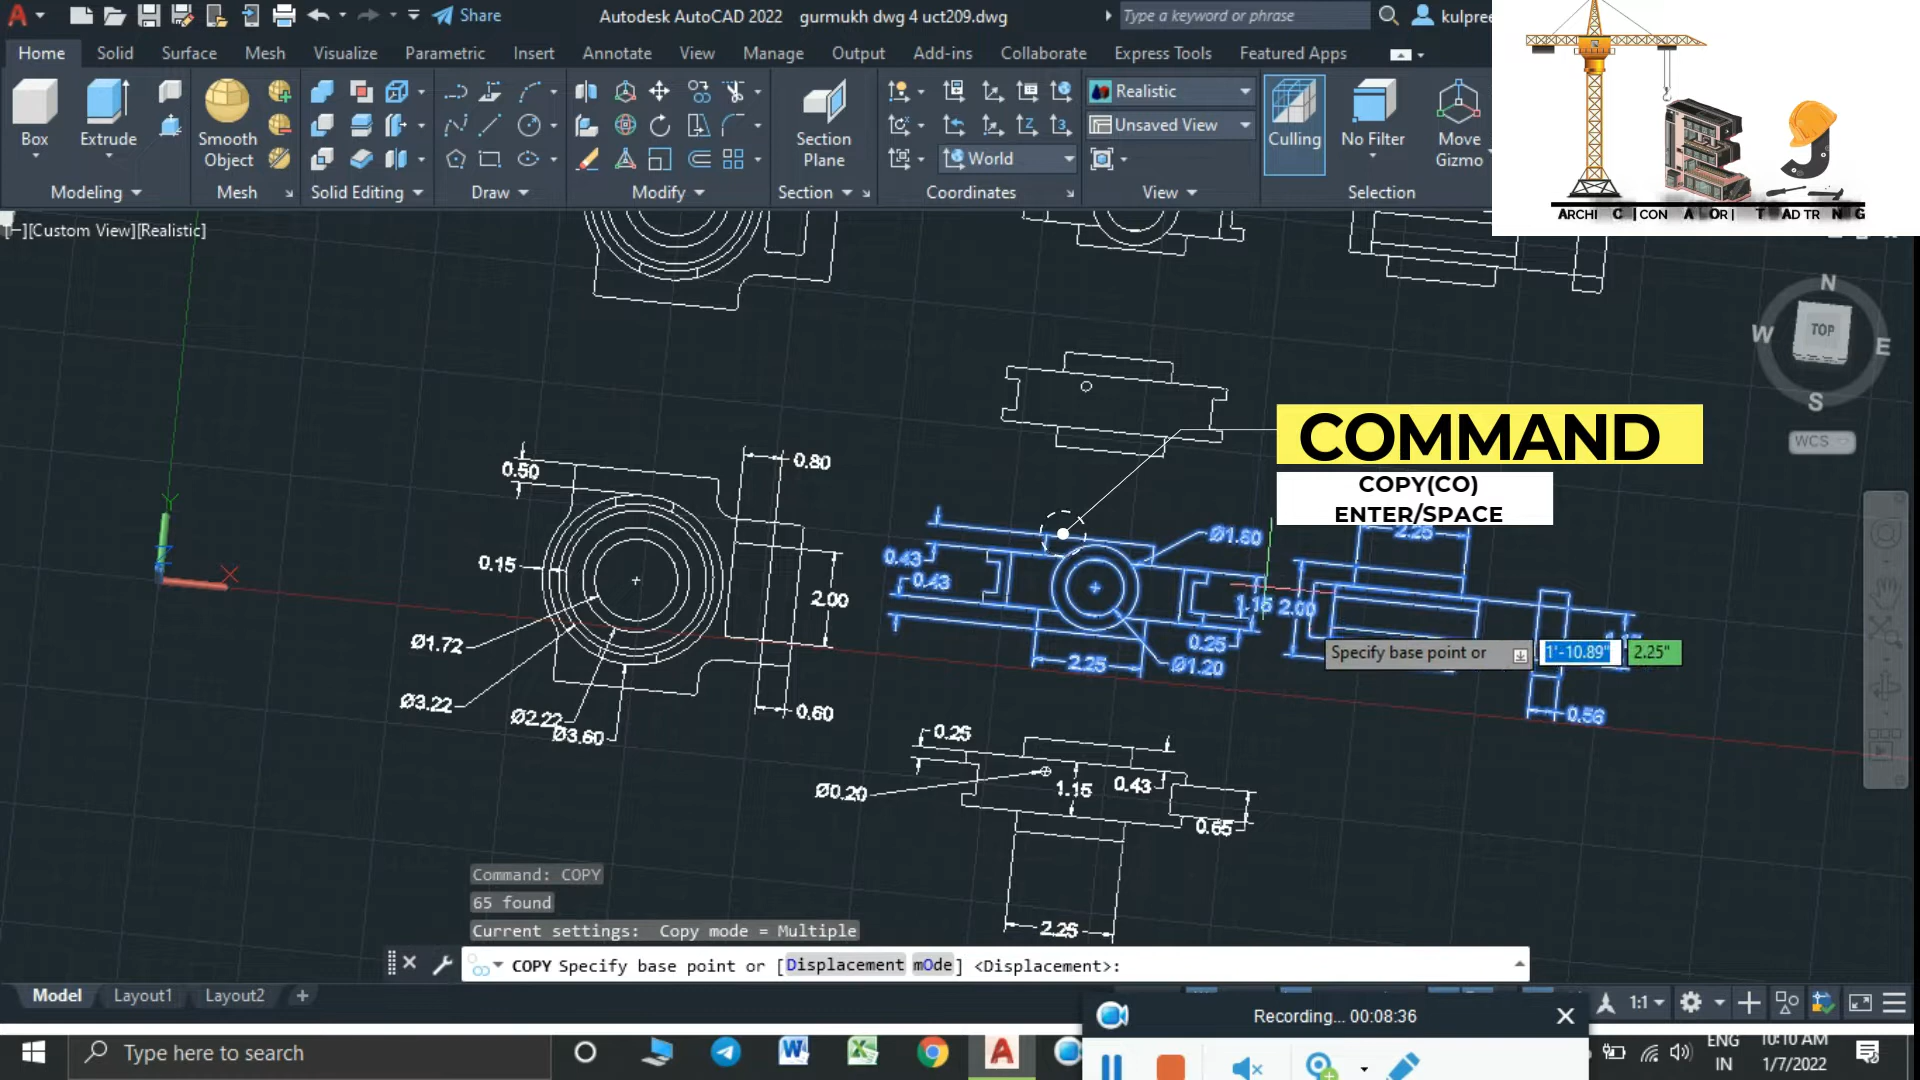 Share
Autodesk AutoCAD 2022 gurmukh dwg 4 uct209.dwg
Type a keyword or phrase
kulpree
Home Solid Surface Mesh Visualize Parametric Insert Annotate View Manage Output Add-ins Collaborate Express Tools Featured Apps
Box
Extrude
Smooth
Object
Section
Plane
Realistic
Unsaved View
World
Culling
No Filter
Move
Gizmo
Modeling
Mesh
Solid Editing
Draw
Modify
Section
Coordinates
View
Selection
[−][Custom View][Realistic]
N
W
TOP
E
S
WCS
COMMAND
COPY(CO)
ENTER/SPACE
0.50
0.80
0.15
2.00
Ø1.72
Ø3.22
Ø2.22
Ø3.60
0.60
Ø1.60
0.43
0.43
1.15
0.25
2.25
Ø1.20
2.25
2.00
0.56
Specify base point or
1'-10.89"
2.25"
0.25
Ø0.20
1.15
0.43
0.65
2.25
Y
X
Z
Command: COPY
65 found
Current settings: Copy mode = Multiple
COPY Specify base point or [Displacement mOde] <Displacement>:
Model Layout1 Layout2 +
1:1
Recording... 00:08:36
Type here to search
ENG
IN
10:10 AM
1/7/2022